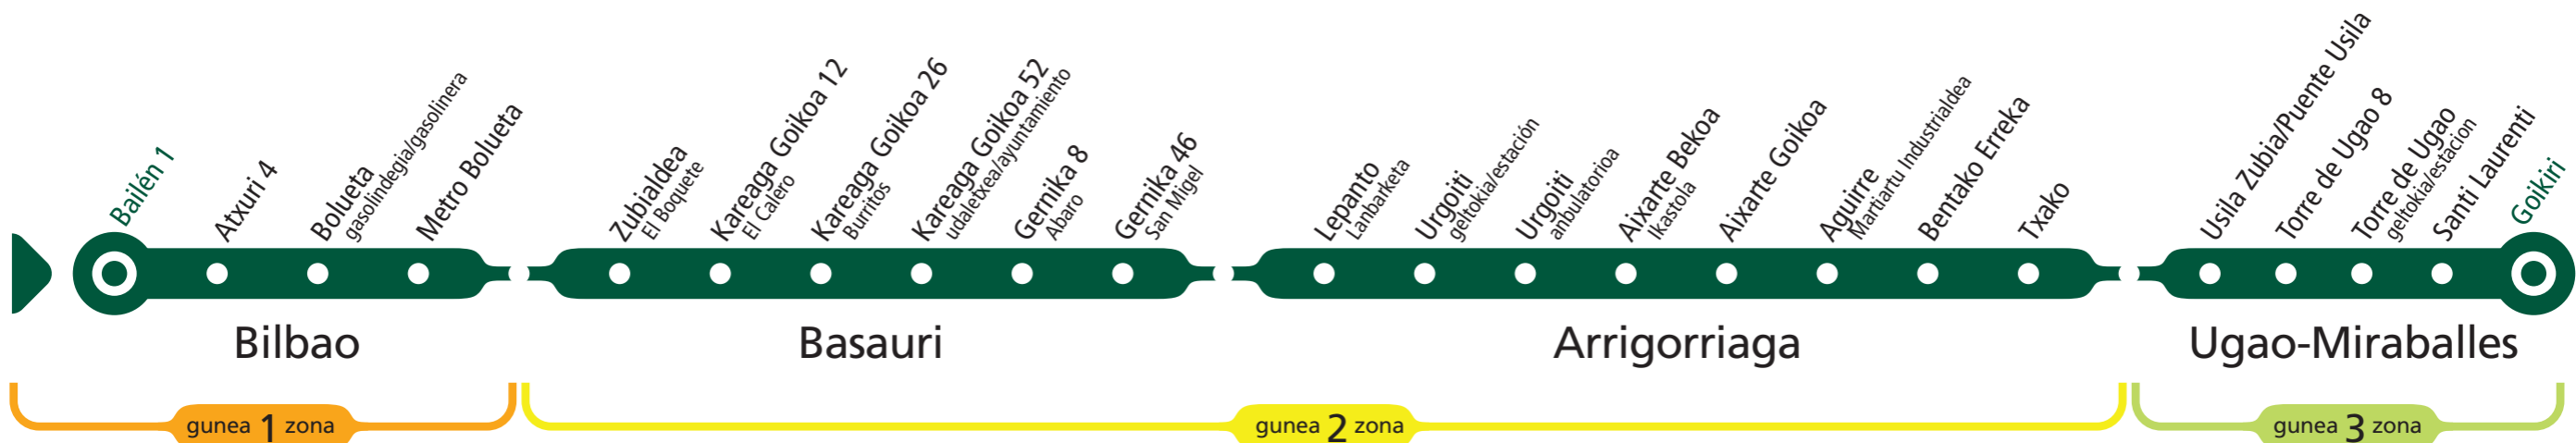 Bailén 1
Atxuri 4
Bolueta
gasolindegia/gasolinera
Metro Bolueta
Zubialdea
El Boquete
Kareaga Goikoa 12
El Calero
Kareaga Goikoa 26
Burritos
Kareaga Goikoa 52
udaletxea/ayuntamiento
Gernika 8
Abaro
Gernika 46
San Migel
Lepanto
Lanbarketa
Urgoiti
geltokia/estación
Urgoiti
anbulatorioa
Aixarte Bekoa
Ikastola
Aixarte Goikoa
Aguirre
Martiartu Industrialdea
Bentako Erreka
Txako
Usila Zubia/Puente Usila
Torre de Ugao 8
Torre de Ugao
geltokia/estacion
Santi Laurenti
Goikiri
Bilbao
Basauri
Arrigorriaga
Ugao-Miraballes
gunea 1 zona
gunea 2 zona
gunea 3 zona